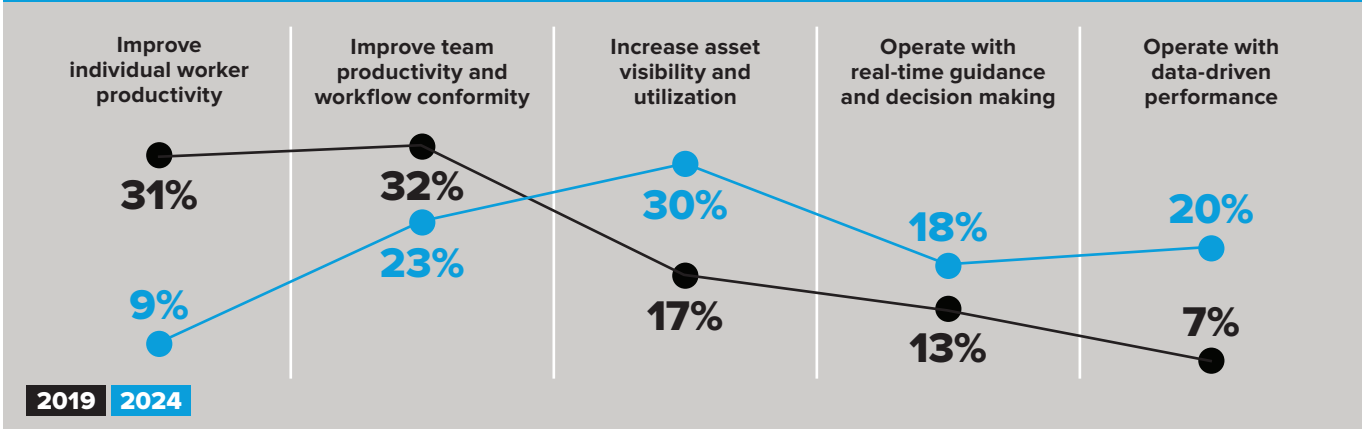 Improve
individual worker
productivity
Improve team
productivity and
workflow conformity
Increase asset
visibility and
utilization
Operate with
real-time guidance
and decision making
Operate with
data-driven
performance
31%
32%
17%
13%
7%
9%
23%
30%
18%
20%
2019
2024